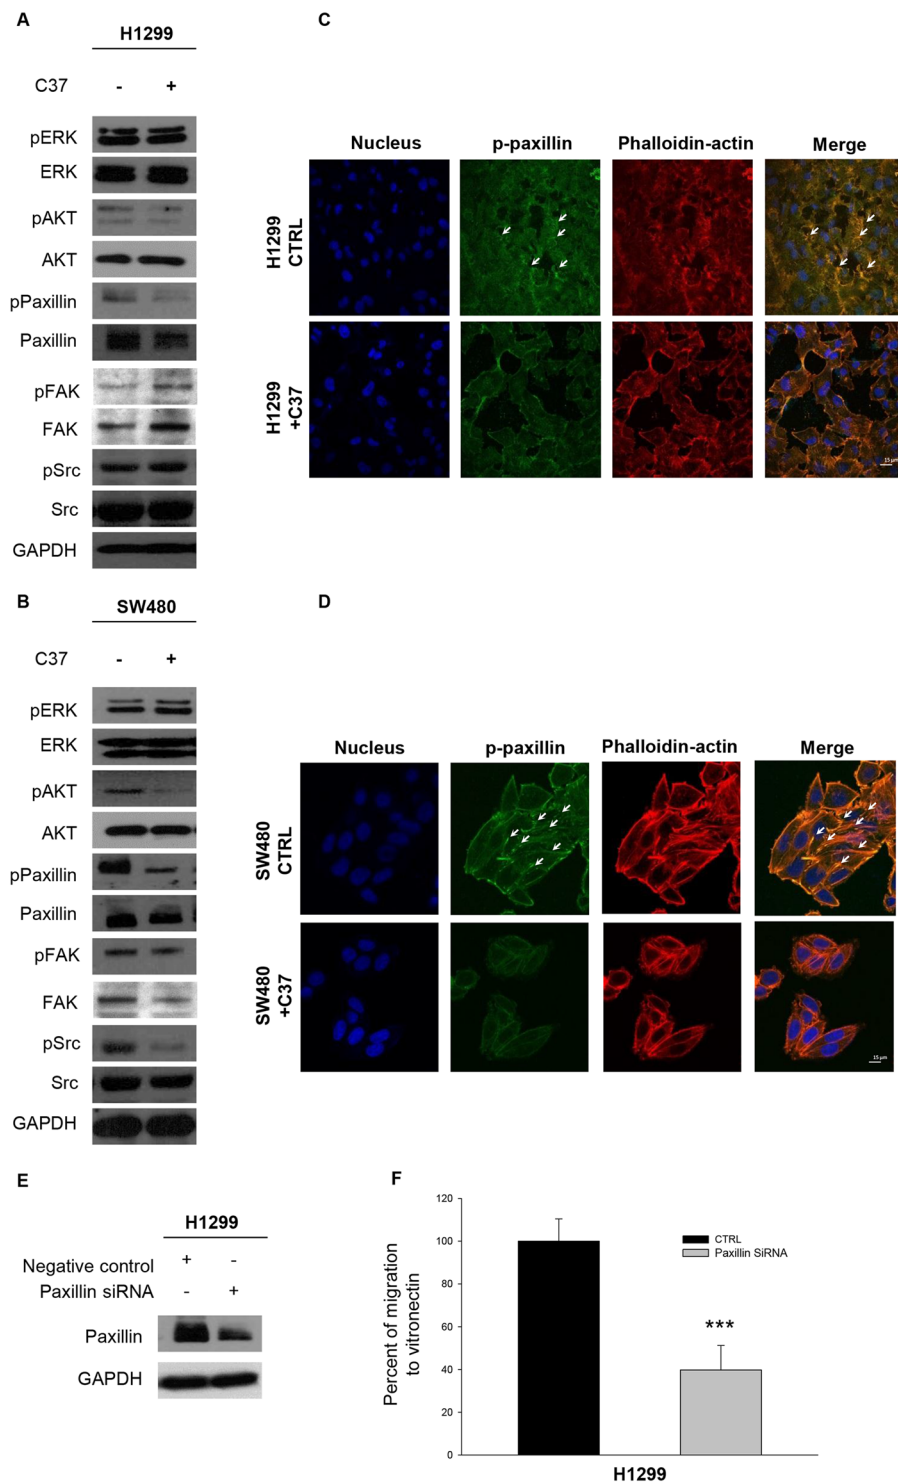 A
H1299
C37
- +
pERK
ERK
pAKT
AKT
pPaxillin
Paxillin
pFAK
FAK
pSrc
Src
GAPDH
C
Nucleus p-paxillin Phalloidin-actin Merge
H1299
CTRL
H1299
+C37
15 µm
B
SW480
C37
- +
pERK
ERK
pAKT
AKT
pPaxillin
Paxillin
pFAK
FAK
pSrc
Src
GAPDH
D
Nucleus p-paxillin Phalloidin-actin Merge
SW480
CTRL
SW480
+C37
15 µm
E
H1299
Negative control + -
Paxillin siRNA - +
Paxillin
GAPDH
F
Percent of migration
to vitronectin
120
100
80
60
40
20
0
CTRL
Paxillin SiRNA
***
H1299